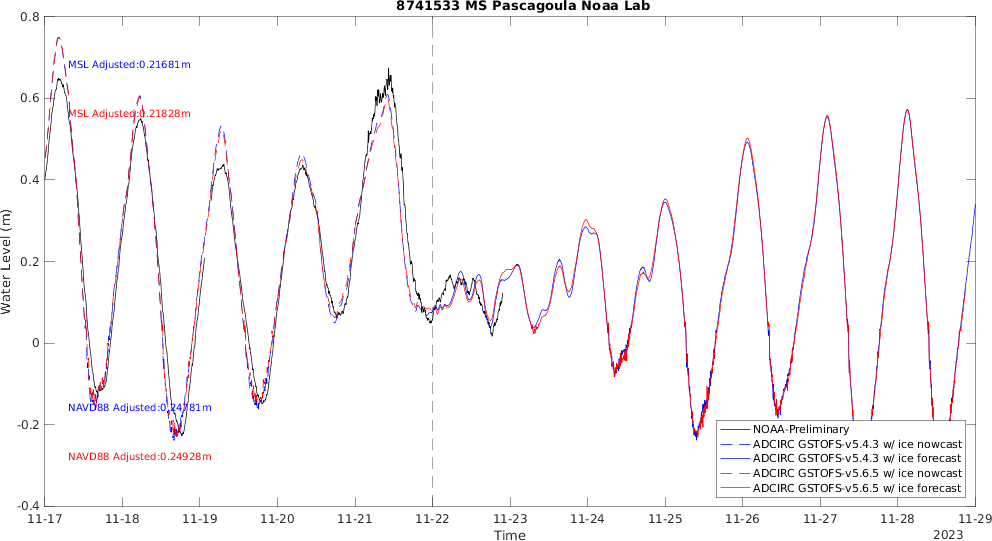 8741533 MS Pascagoula Noaa Lab
0.8
0.6
0.4
0.2
0
-0.2
-0.4
Water Level (m)
MSL Adjusted:0.21681m
MSL Adjusted:0.21828m
NAVD88 Adjusted:0.24781m
NAVD88 Adjusted:0.24928m
NOAA-Preliminary
ADCIRC GSTOFS-v5.4.3 w/ ice nowcast
ADCIRC GSTOFS-v5.4.3 w/ ice forecast
ADCIRC GSTOFS-v5.6.5 w/ ice nowcast
ADCIRC GSTOFS-v5.6.5 w/ ice forecast
11-17 11-18 11-19 11-20 11-21 11-22 11-23 11-24 11-25 11-26 11-27 11-28 11-29
Time
2023